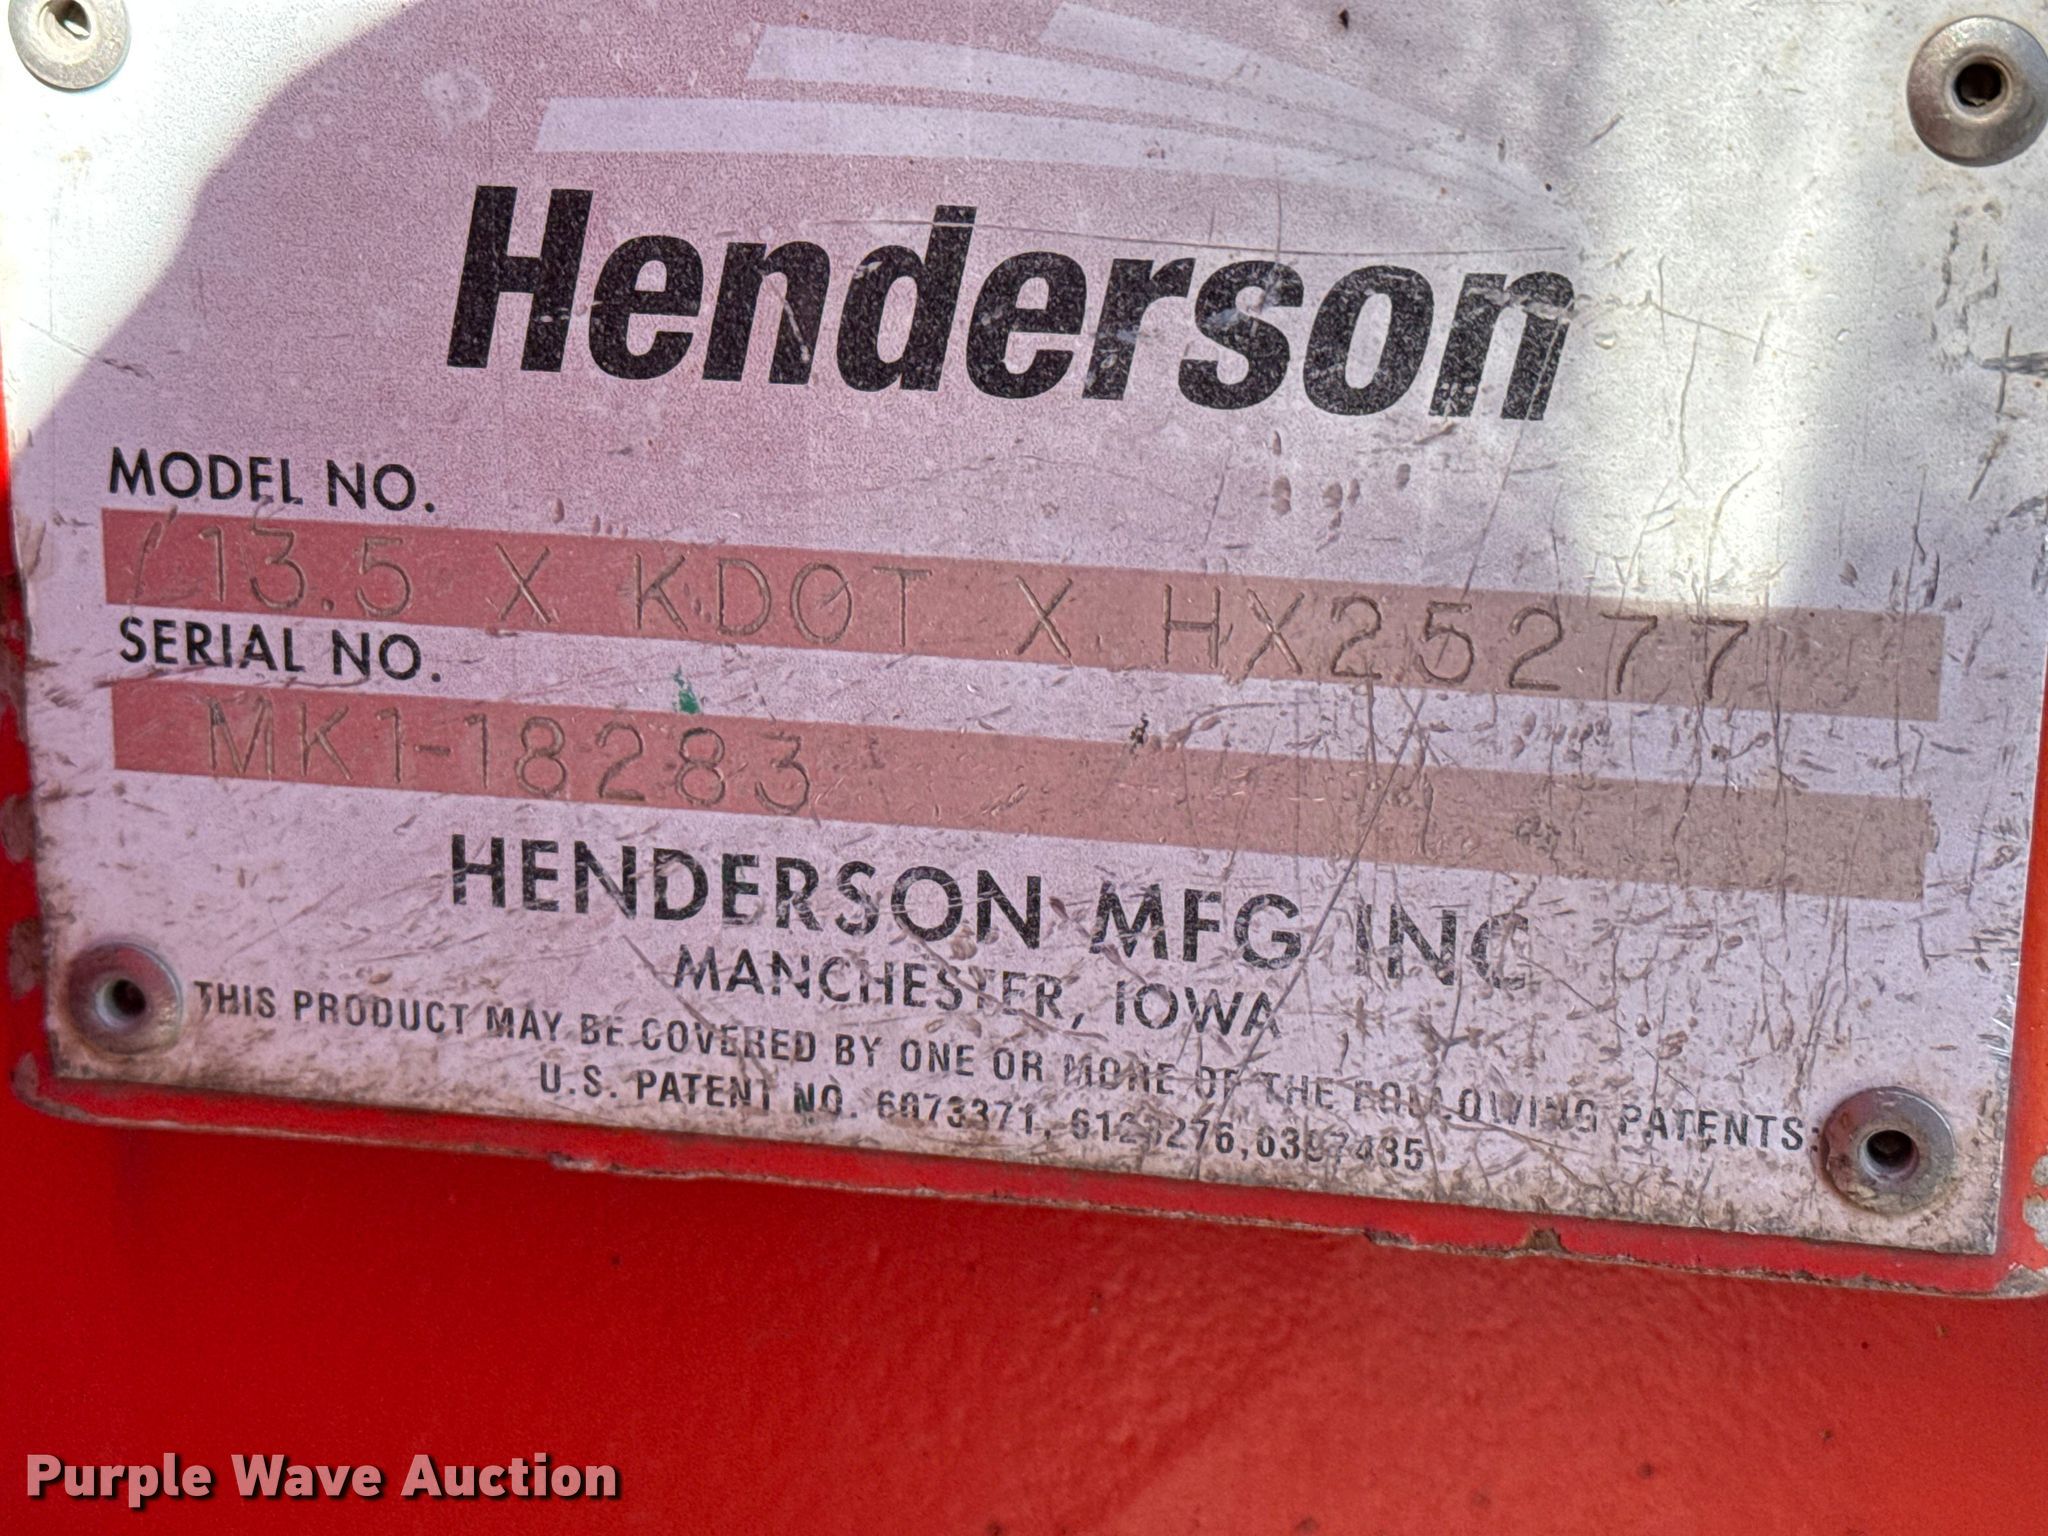 Henderson
MODEL NO.
/13.5 X KDOT X HX25277
SERIAL NO.
MK1-18283
HENDERSON MFG INC
MANCHESTER, IOWA
THIS PRODUCT MAY BE COVERED BY ONE OR MORE OF THE FOLLOWING PATENTS:
U.S. PATENT NO. 6073371,
Purple Wave Auction